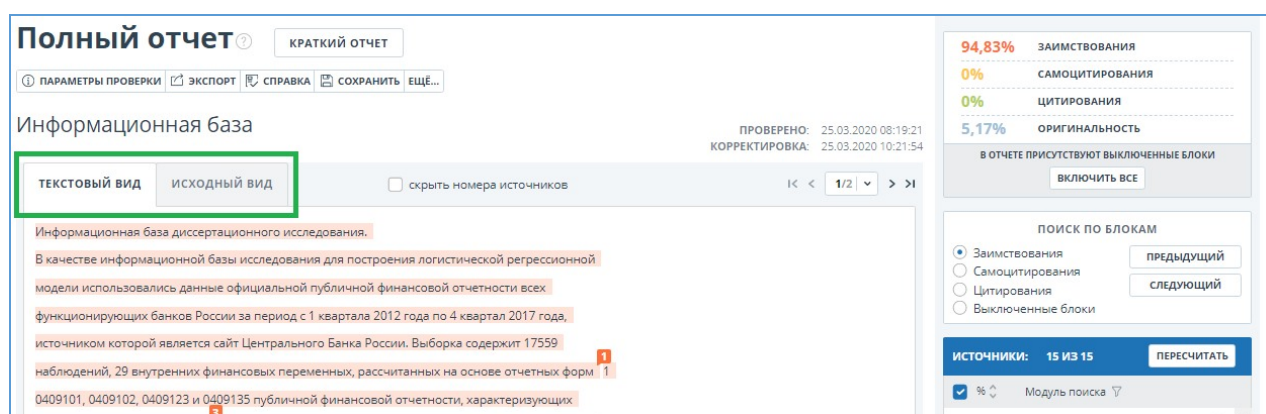 Полный отчет ? КРАТКИЙ ОТЧЕТ
ПАРАМЕТРЫ ПРОВЕРКИ ЭКСПОРТ СПРАВКА СОХРАНИТЬ ЕЩЁ...
Информационная база
ПРОВЕРЕНО: 25.03.2020 08:19:21
КОРРЕКТИРОВКА: 25.03.2020 10:21:54
ТЕКСТОВЫЙ ВИД ИСХОДНЫЙ ВИД скрыть номера источников 1/2
Информационная база диссертационного исследования.
В качестве информационной базы исследования для построения логистической регрессионной
модели использовались данные официальной публичной финансовой отчетности всех
функционирующих банков России за период с 1 квартала 2012 года по 4 квартал 2017 года,
источником которой является сайт Центрального Банка России. Выборка содержит 17559
1
наблюдений, 29 внутренних финансовых переменных, рассчитанных на основе отчетных форм 1
0409101, 0409102, 0409123 и 0409135 публичной финансовой отчетности, характеризующих
3
94,83% ЗАИМСТВОВАНИЯ
0% САМОЦИТИРОВАНИЯ
0% ЦИТИРОВАНИЯ
5,17% ОРИГИНАЛЬНОСТЬ
В ОТЧЕТЕ ПРИСУТСТВУЮТ ВЫКЛЮЧЕННЫЕ БЛОКИ
ВКЛЮЧИТЬ ВСЕ
ПОИСК ПО БЛОКАМ
Заимствования ПРЕДЫДУЩИЙ
Самоцитирования
Цитирования СЛЕДУЮЩИЙ
Выключенные блоки
ИСТОЧНИКИ: 15 ИЗ 15 ПЕРЕСЧИТАТЬ
% Модуль поиска